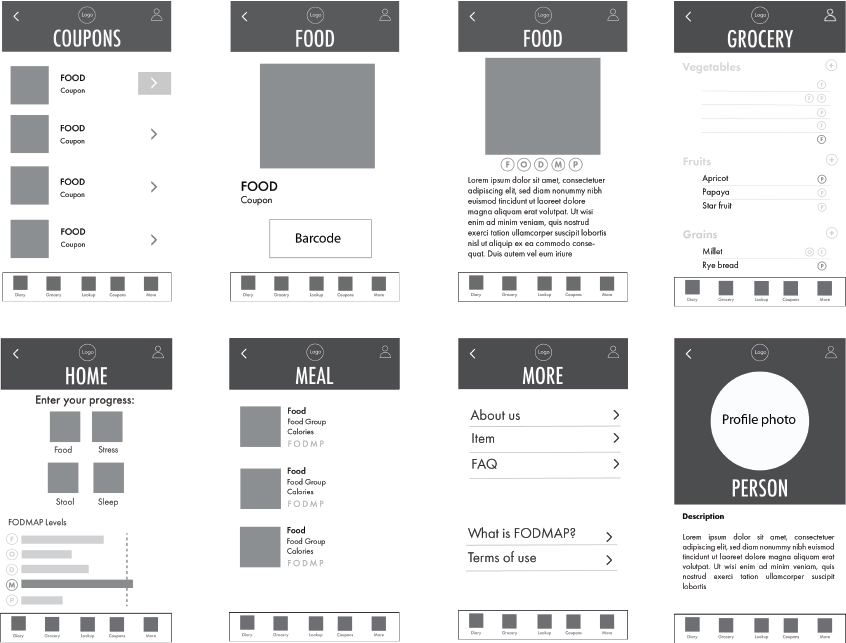 Logo
COUPONS
FOOD
Coupon
FOOD
Coupon
FOOD
Coupon
FOOD
Coupon
Diary Grocery Lookup Coupons More
Logo
FOOD
FOOD
Coupon
Barcode
Diary Grocery Lookup Coupons More
Logo
FOOD
F O D M P
Lorem ipsum dolor sit amet, consectetuer
adipiscing elit, sed diam nonummy nibh
euismod tincidunt ut laoreet dolore
magna aliquam erat volutpat. Ut wisi
enim ad minim veniam, quis nostrud
exerci tation ullamcorper suscipit lobortis
nisl ut aliquip ex ea commodo conse-
quat. Duis autem vel eum iriure
Diary Grocery Lookup Coupons More
Logo
GROCERY
Vegetables +
P
F
Fruits +
Apricot P
Papaya P
Star fruit P
Grains +
Millet O
Rye bread P
Diary Grocery Lookup Coupons More
Logo
HOME
Enter your progress:
Food Stress
Stool Sleep
FODMAP Levels
F
O
D
M
P
Diary Grocery Lookup Coupons More
Logo
MEAL
Food
Food Group
Calories
F O D M P
Food
Food Group
Calories
F O D M P
Food
Food Group
Calories
F O D M P
Diary Grocery Lookup Coupons More
Logo
MORE
About us
Item
FAQ
What is FODMAP?
Terms of use
Diary Grocery Lookup Coupons More
Logo
Profile photo
PERSON
Description
Lorem ipsum dolor sit amet, consectetuer
adipiscing elit, sed diam nonummy nibh
euismod tincidunt ut laoreet dolore
magna aliquam erat volutpat. Ut wisi
enim ad minim veniam, quis
nostrud exerci tation ullamcorper suscipit
lobortis
Diary Grocery Lookup Coupons More